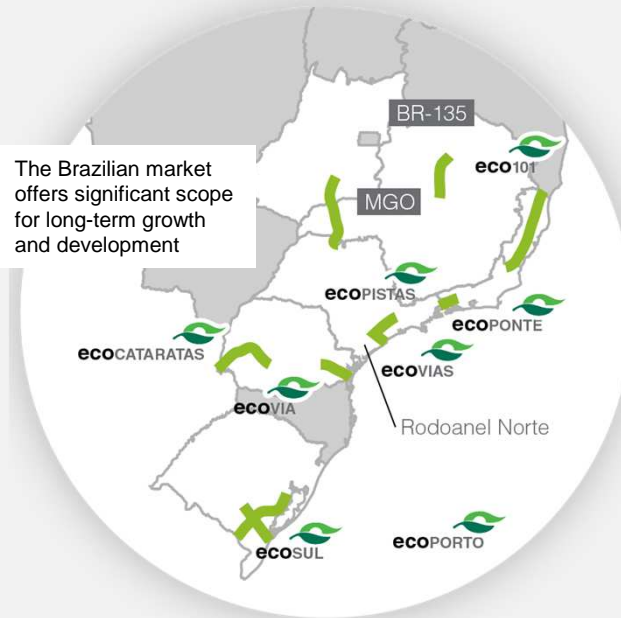 BR-135
eco101
The Brazilian market
offers significant scope
for long-term growth
and development
MGO
ecoPISTAS
ecoPONTE
ecoCATARATAS
ecoVIAS
ecoVIA
Rodoanel Norte
ecoSUL
ecoPORTO